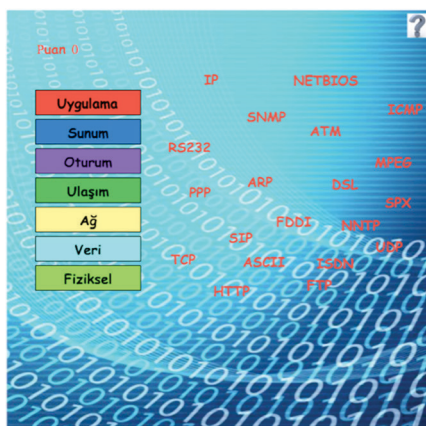 ?
Puan 0
Uygulama
Sunum
Oturum
Ulaşım
Ağ
Veri
Fiziksel
IP
NETBIOS
ICMP
SNMP
ATM
RS232
MPEG
ARP
DSL
PPP
SPX
FDDI
NNTP
SIP
UDP
TCP
ASCII
ISDN
HTTP
FTP